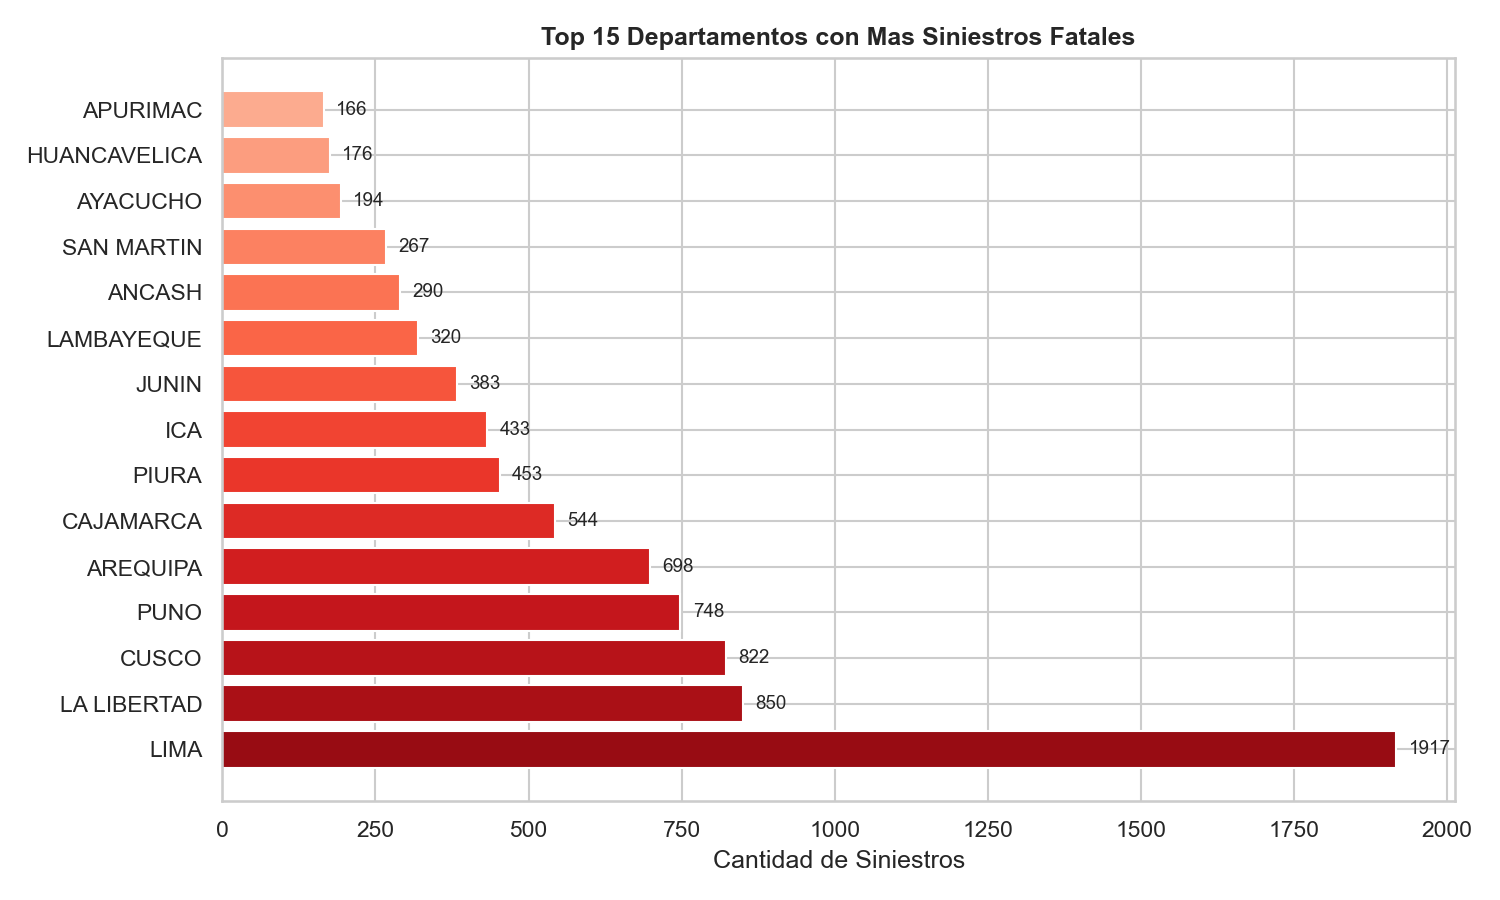 Top 15 Departamentos con Mas Siniestros Fatales
APURIMAC 166
HUANCAVELICA 176
AYACUCHO 194
SAN MARTIN 267
ANCASH 290
LAMBAYEQUE 320
JUNIN 383
ICA 433
PIURA 453
CAJAMARCA 544
AREQUIPA 698
PUNO 748
CUSCO 822
LA LIBERTAD 850
LIMA 1917
0 250 500 750 1000 1250 1500 1750 2000
Cantidad de Siniestros